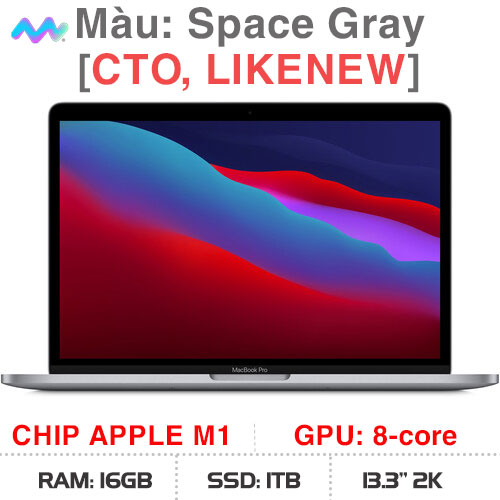 Màu: Space Gray
[CTO, LIKENEW]
MacBook Pro
CHIP APPLE M1 GPU: 8-core
RAM: 16GB SSD: 1TB 13.3" 2K